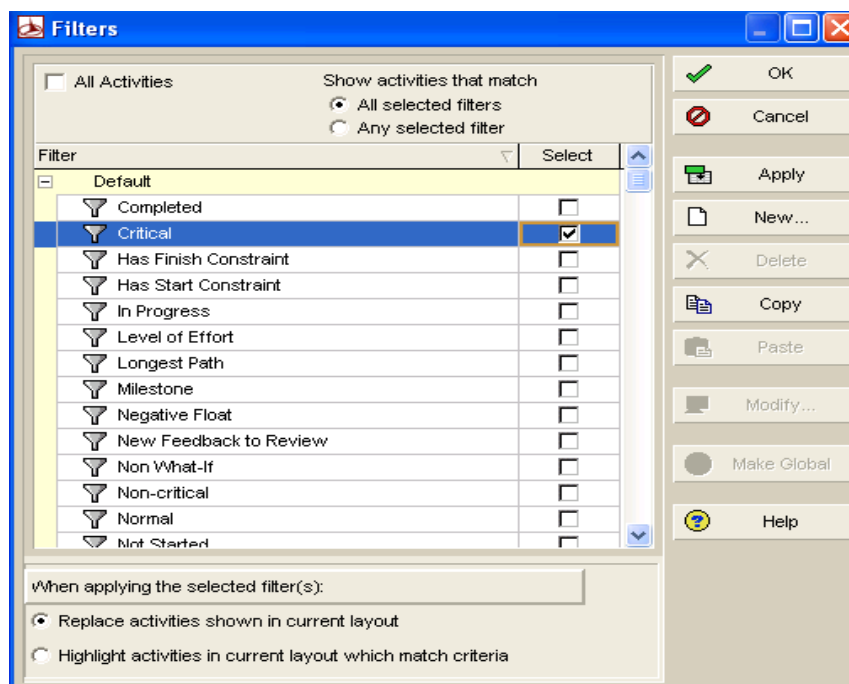 Filters
All Activities
Show activities that match
All selected filters
Any selected filter
Filter Select
Default
Completed
Critical
Has Finish Constraint
Has Start Constraint
In Progress
Level of Effort
Longest Path
Milestone
Negative Float
New Feedback to Review
Non What-If
Non-critical
Normal
Not Started
When applying the selected filter(s):
Replace activities shown in current layout
Highlight activities in current layout which match criteria
OK
Cancel
Apply
New...
Delete
Copy
Paste
Modify...
Make Global
Help